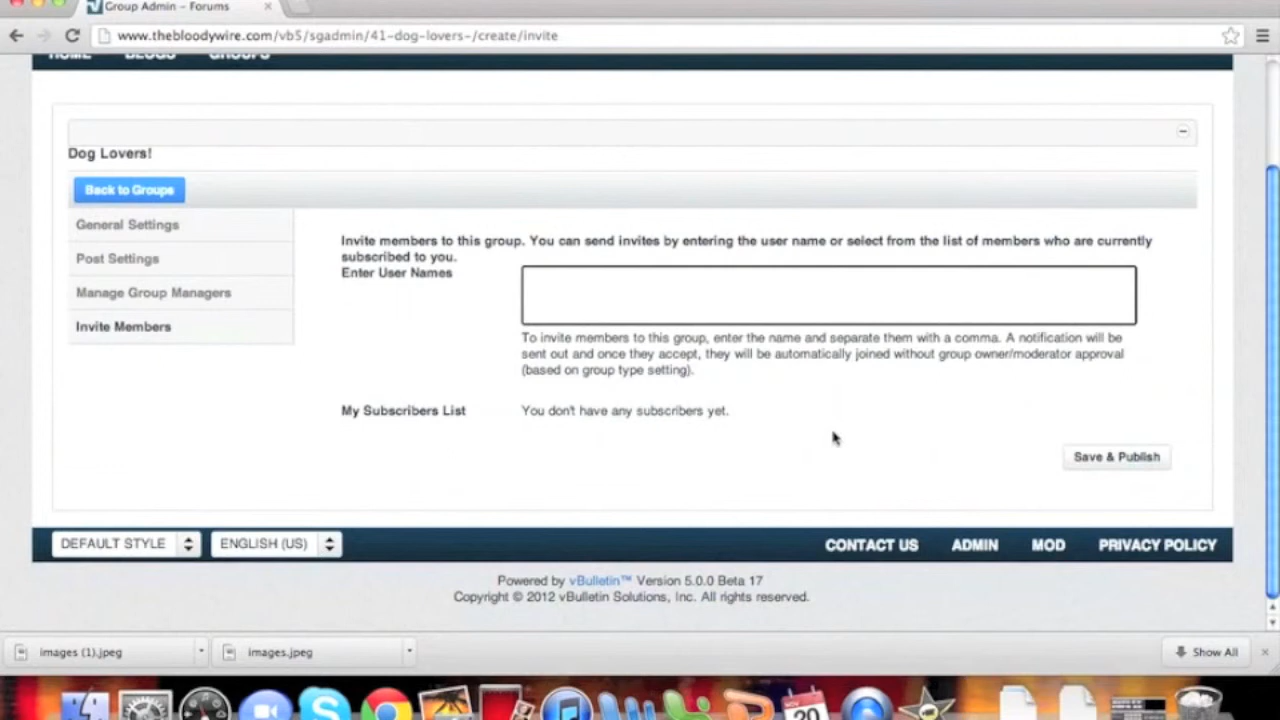 Group Admin – Forums
www.thebloodywire.com/vb5/sgadmin/41-dog-lovers-/create/invite
HOME BLOGS GROUPS
Dog Lovers!
Back to Groups
General Settings
Post Settings
Manage Group Managers
Invite Members
Invite members to this group. You can send invites by entering the user name or select from the list of members who are currently
subscribed to you.
Enter User Names
To invite members to this group, enter the name and separate them with a comma. A notification will be
sent out and once they accept, they will be automatically joined without group owner/moderator approval
(based on group type setting).
My Subscribers List You don't have any subscribers yet.
Save & Publish
DEFAULT STYLE ENGLISH (US) CONTACT US ADMIN MOD PRIVACY POLICY
Powered by vBulletin™ Version 5.0.0 Beta 17
Copyright © 2012 vBulletin Solutions, Inc. All rights reserved.
images (1).jpeg images.jpeg Show All
20